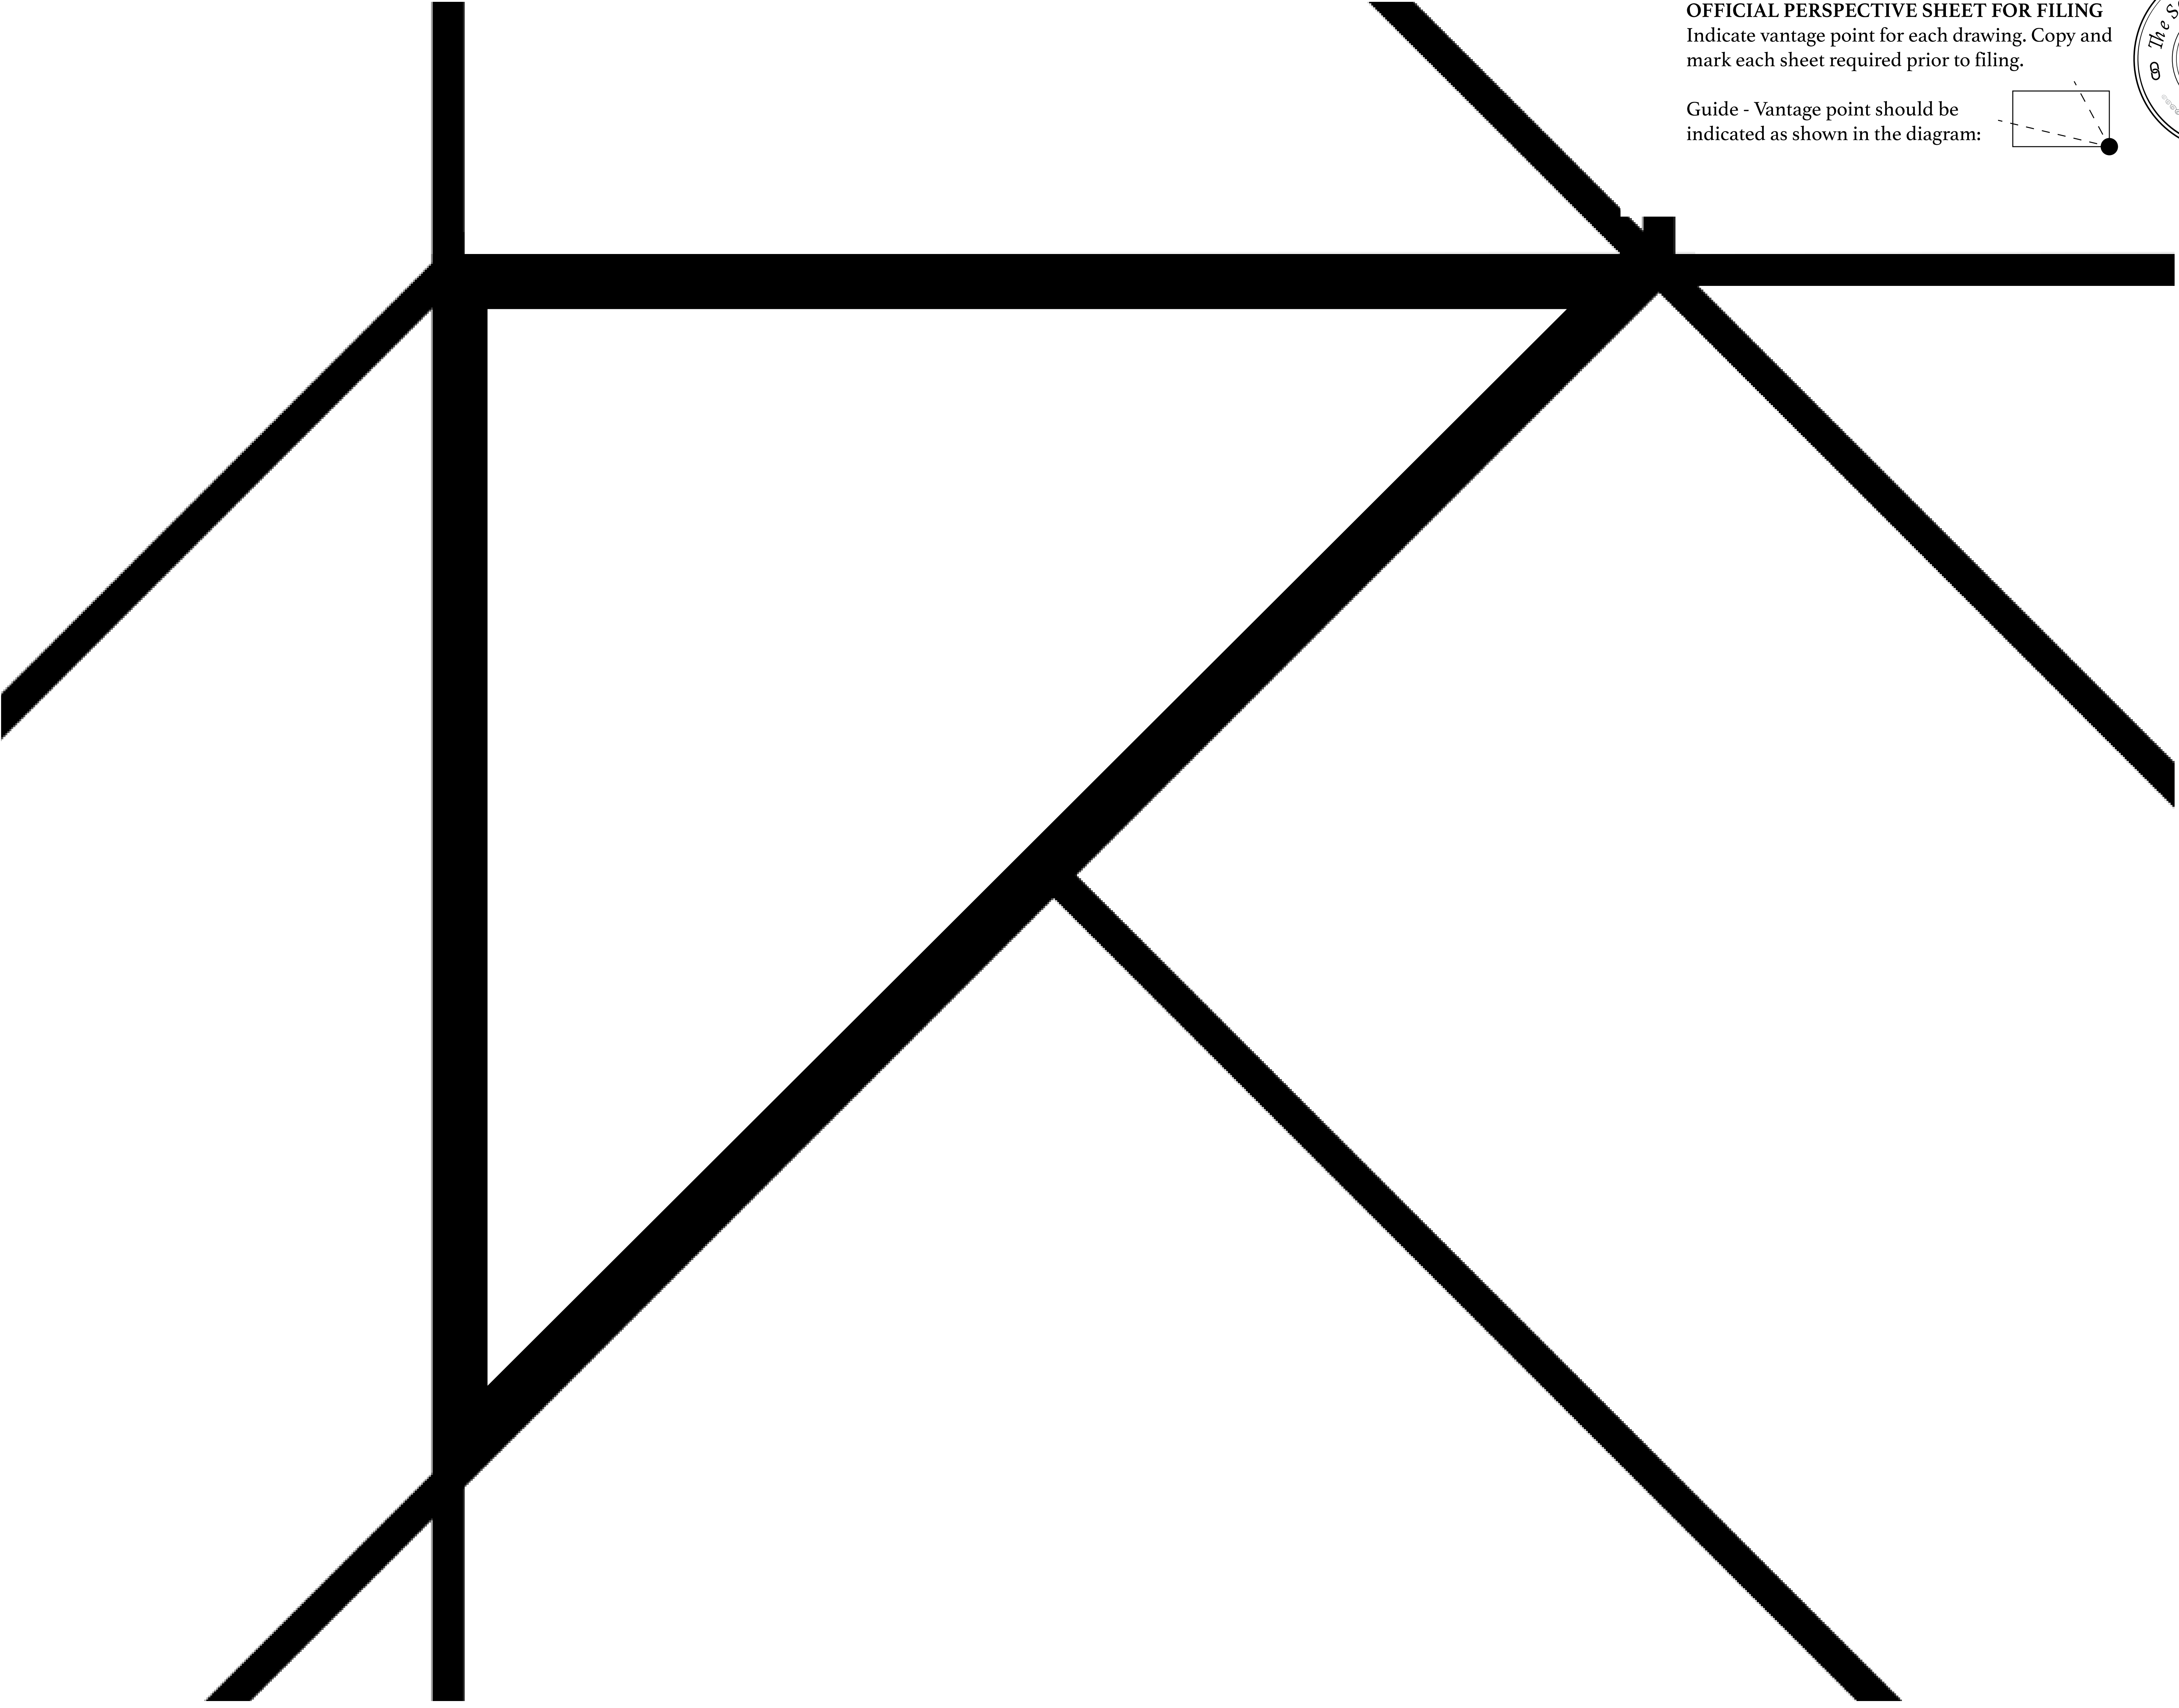 OFFICIAL PERSPECTIVE SHEET FOR FILING
Indicate vantage point for each drawing. Copy and
mark each sheet required prior to filing.
Guide - Vantage point should be
indicated as shown in the diagram:
The